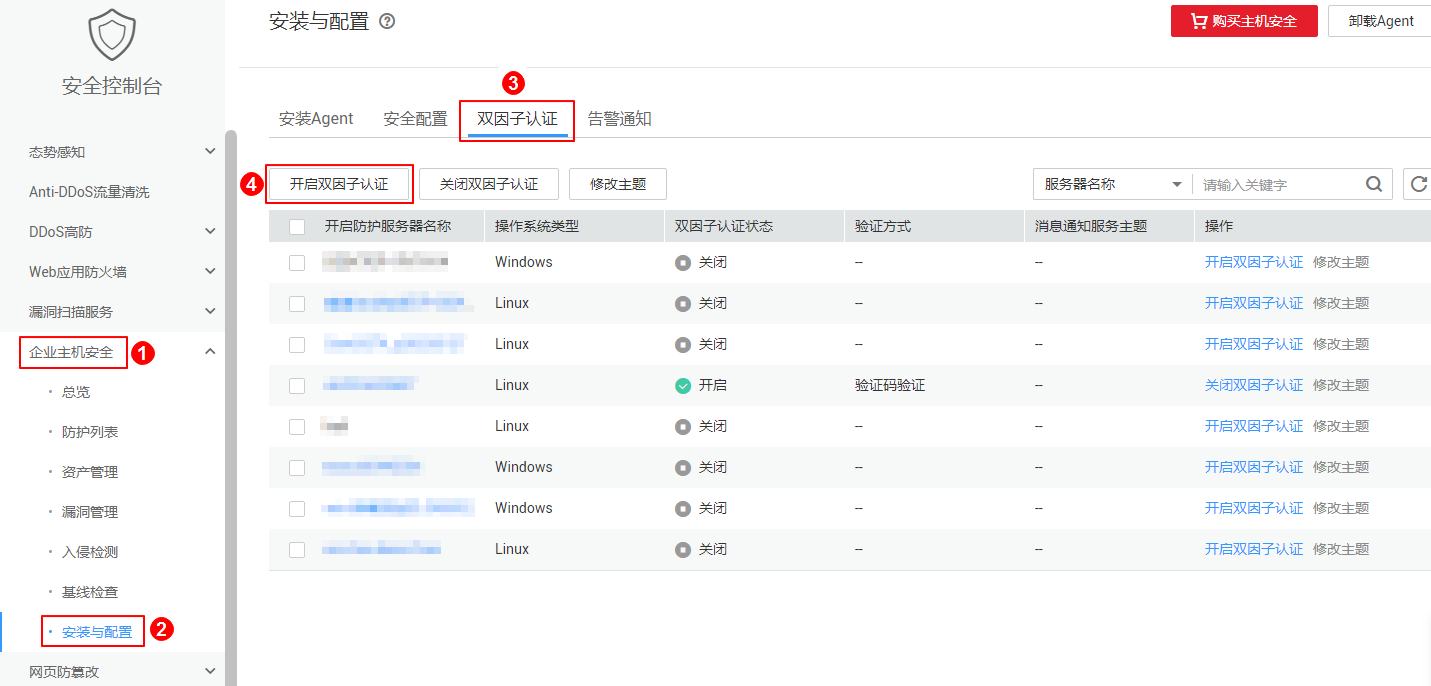 安全控制台
态势感知
Anti-DDoS流量清洗
DDoS高防
Web应用防火墙
漏洞扫描服务
企业主机安全 1
· 总览
· 防护列表
· 资产管理
· 漏洞管理
· 入侵检测
· 基线检查
· 安装与配置 2
网页防篡改
安装与配置 ?
购买主机安全 卸载Agent
3
安装Agent 安全配置 双因子认证 告警通知
4 开启双因子认证 关闭双因子认证 修改主题 服务器名称 请输入关键字
开启防护服务器名称 操作系统类型 双因子认证状态 验证方式 消息通知服务主题 操作
Windows 关闭 -- -- 开启双因子认证 修改主题
Linux 关闭 -- -- 开启双因子认证 修改主题
Linux 关闭 -- -- 开启双因子认证 修改主题
Linux 开启 验证码验证 -- 关闭双因子认证 修改主题
Linux 关闭 -- -- 开启双因子认证 修改主题
Windows 关闭 -- -- 开启双因子认证 修改主题
Windows 关闭 -- -- 开启双因子认证 修改主题
Linux 关闭 -- -- 开启双因子认证 修改主题